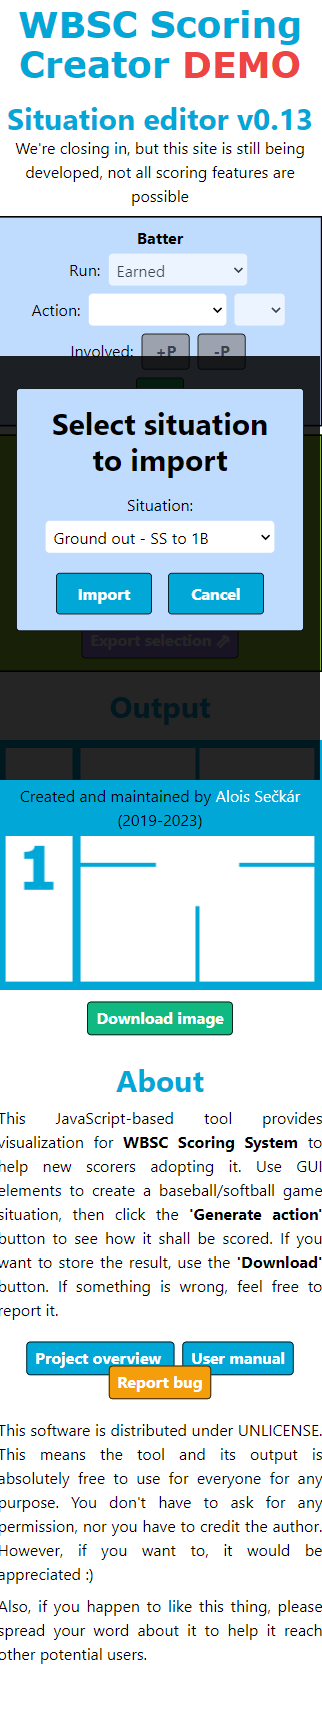 WBSC Scoring
Creator DEMO
Situation editor v0.13
We're closing in, but this site is still being
developed, not all scoring features are
possible
Batter
Run: Earned
Action:
Involved: +P -P
Select situation
to import
Situation:
Ground out - SS to 1B
Import Cancel
Export selection
Output
Created and maintained by Alois Sečkár
(2019-2023)
1
Download image
About
This JavaScript-based tool provides
visualization for WBSC Scoring System to
help new scorers adopting it. Use GUI
elements to create a baseball/softball game
situation, then click the 'Generate action'
button to see how it shall be scored. If you
want to store the result, use the 'Download'
button. If something is wrong, feel free to
report it.
Project overview User manual
Report bug
This software is distributed under UNLICENSE.
This means the tool and its output is
absolutely free to use for everyone for any
purpose. You don't have to ask for any
permission, nor you have to credit the author.
However, if you want to, it would be
appreciated :)
Also, if you happen to like this thing, please
spread your word about it to help it reach
other potential users.